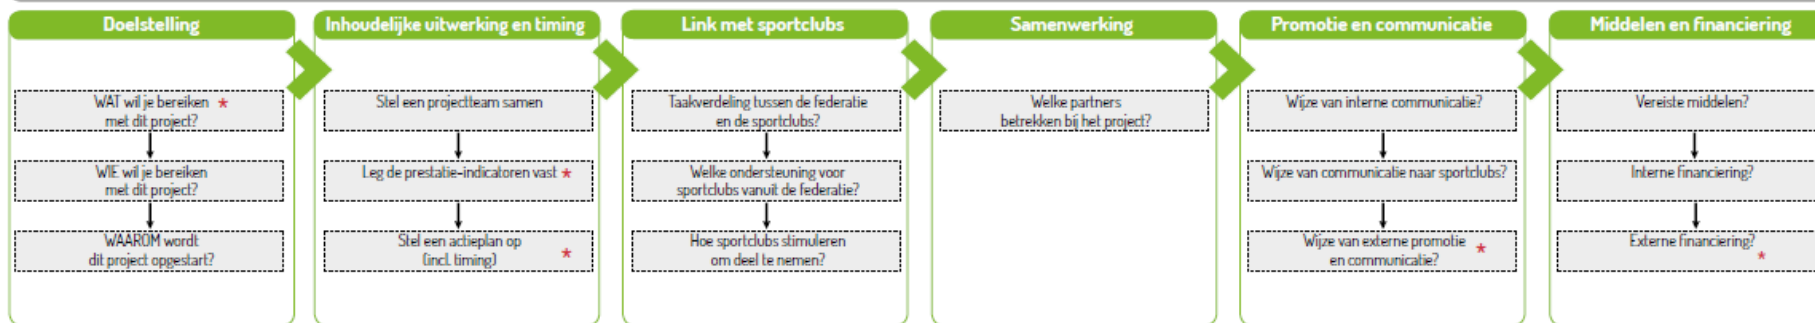 Doelstelling
WAT wil je bereiken *
met dit project?
WIE wil je bereiken
met dit project?
WAAROM wordt
dit project opgestart?
Inhoudelijke uitwerking en timing
Stel een projectteam samen
Leg de prestatie-indicatoren vast *
Stel een actieplan op
(incl. timing) *
Link met sportclubs
Taakverdeling tussen de federatie
en de sportclubs?
Welke ondersteuning voor
sportclubs vanuit de federatie?
Hoe sportclubs stimuleren
om deel te nemen?
Samenwerking
Welke partners
betrekken bij het project?
Promotie en communicatie
Wijze van interne communicatie?
Wijze van communicatie naar sportclubs?
Wijze van externe promotie *
en communicatie?
Middelen en financiering
Vereiste middelen?
Interne financiering?
Externe financiering?
*